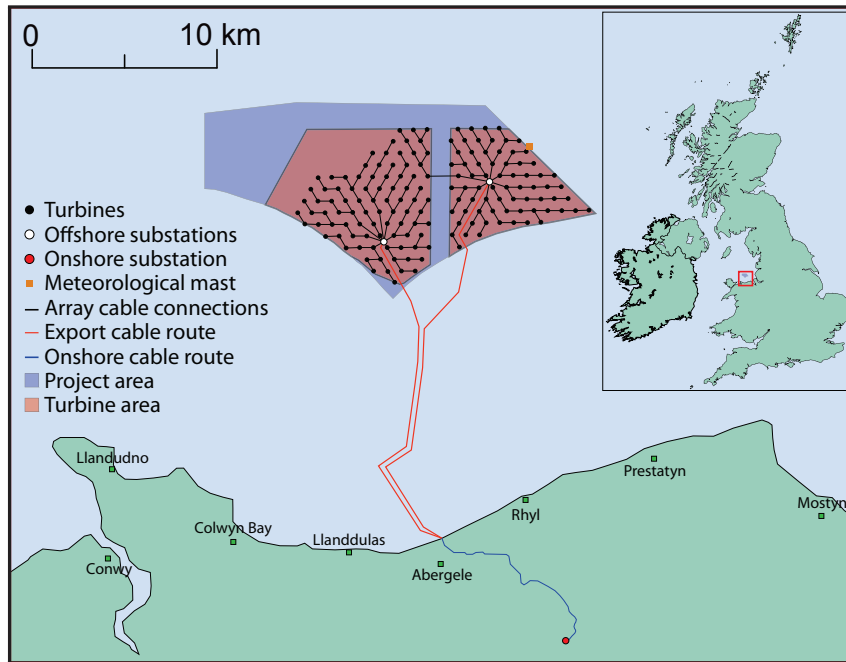 0 10 km
Turbines
Offshore substations
Onshore substation
Meteorological mast
Array cable connections
Export cable route
Onshore cable route
Project area
Turbine area
Llandudno
Prestatyn
Rhyl
Mostyn
Colwyn Bay
Llanddulas
Conwy
Abergele